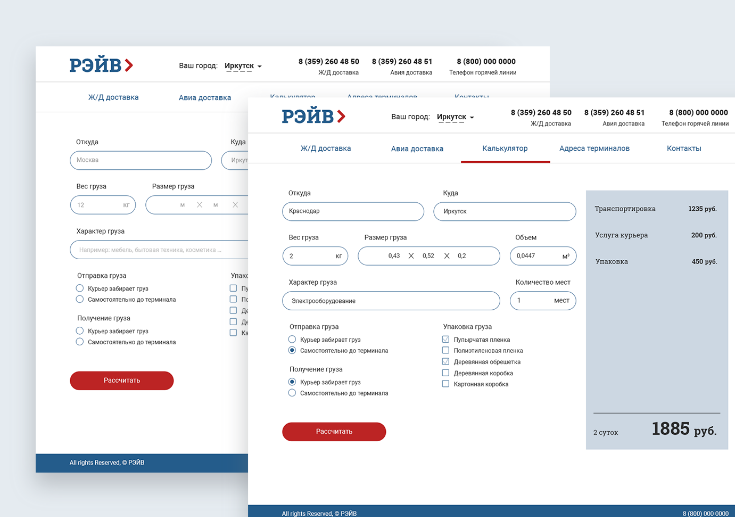 РЭЙВ
Ваш город: Иркутск
8 (359) 260 48 50
Ж/Д доставка
8 (359) 260 48 51
Авия доставка
8 (800) 000 0000
Телефон горячей линии
Ж/Д доставка Авиа доставка Калькулятор Адреса терминалов Контакты
Откуда Куда
Москва
Вес груза Размер груза
12 кг м X м X
Характер груза
Например: мебель, бытовая техника, косметика ...
Отправка груза
Курьер забирает груз
Самостоятельно до терминала
Получение груза
Курьер забирает груз
Самостоятельно до терминала
Рассчитать
All rights Reserved, © РЭЙВ
РЭЙВ
Ваш город: Иркутск
8 (359) 260 48 50
Ж/Д доставка
8 (359) 260 48 51
Авия доставка
8 (800) 000 0000
Телефон горячей линии
Ж/Д доставка Авиа доставка Калькулятор Адреса терминалов Контакты
Откуда Куда
Краснодар Иркутск
Вес груза Размер груза Объем
2 кг 0,43 X 0,52 X 0,2 0,0447 м³
Характер груза Количество мест
Электрооборудование 1 мест
Отправка груза
Курьер забирает груз
Самостоятельно до терминала
Получение груза
Курьер забирает груз
Самостоятельно до терминала
Упаковка груза
Пупырчатая пленка
Полиэтиленовая пленка
Деревянная обрешетка
Деревянная коробка
Картонная коробка
Рассчитать
Транспортировка 1235 руб.
Услуга курьера 200 руб.
Упаковка 450 руб.
2 суток 1885 руб.
All rights Reserved, © РЭЙВ 8 (800) 000 0000